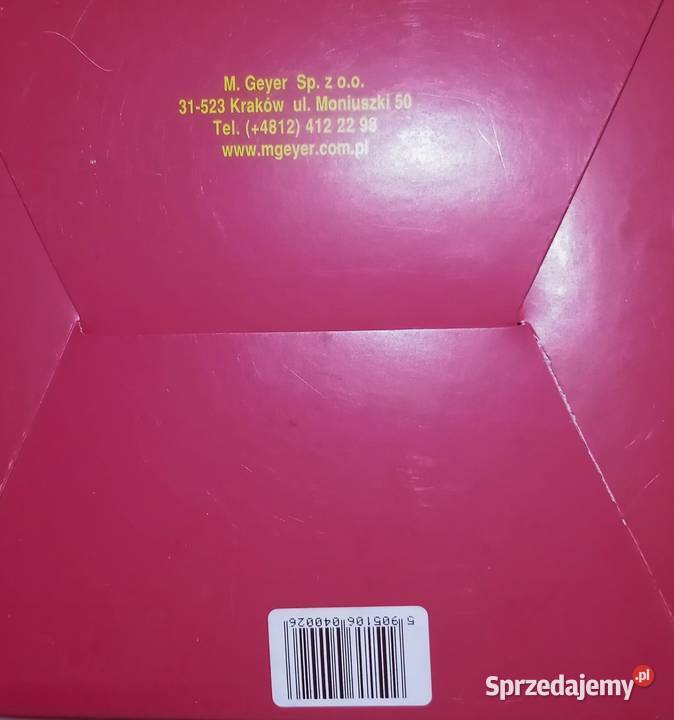 M. Geyer Sp. z o.o.
31-523 Kraków ul. Moniuszki 50
Tel. (+4812) 412 22 98
www.mgeyer.com.pl
5 905106 040026
Sprzedajemy.pl